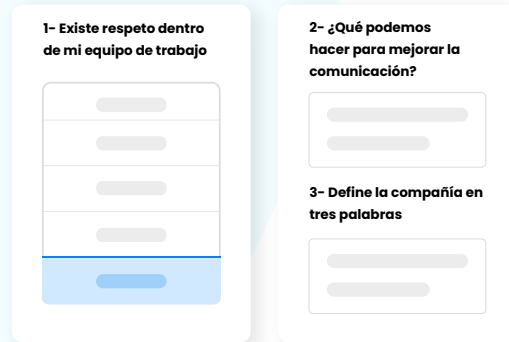 1- Existe respeto dentro
de mi equipo de trabajo
2- ¿Qué podemos
hacer para mejorar la
comunicación?
3- Define la compañía en
tres palabras